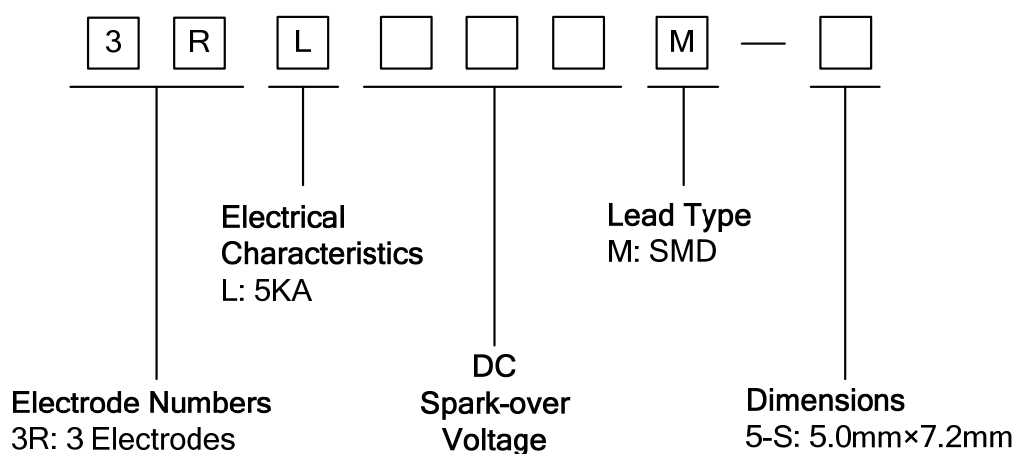 3 R L M —
Electrical
Characteristics
L: 5KA
Lead Type
M: SMD
DC
Spark-over
Voltage
Electrode Numbers
3R: 3 Electrodes
Dimensions
5-S: 5.0mm×7.2mm